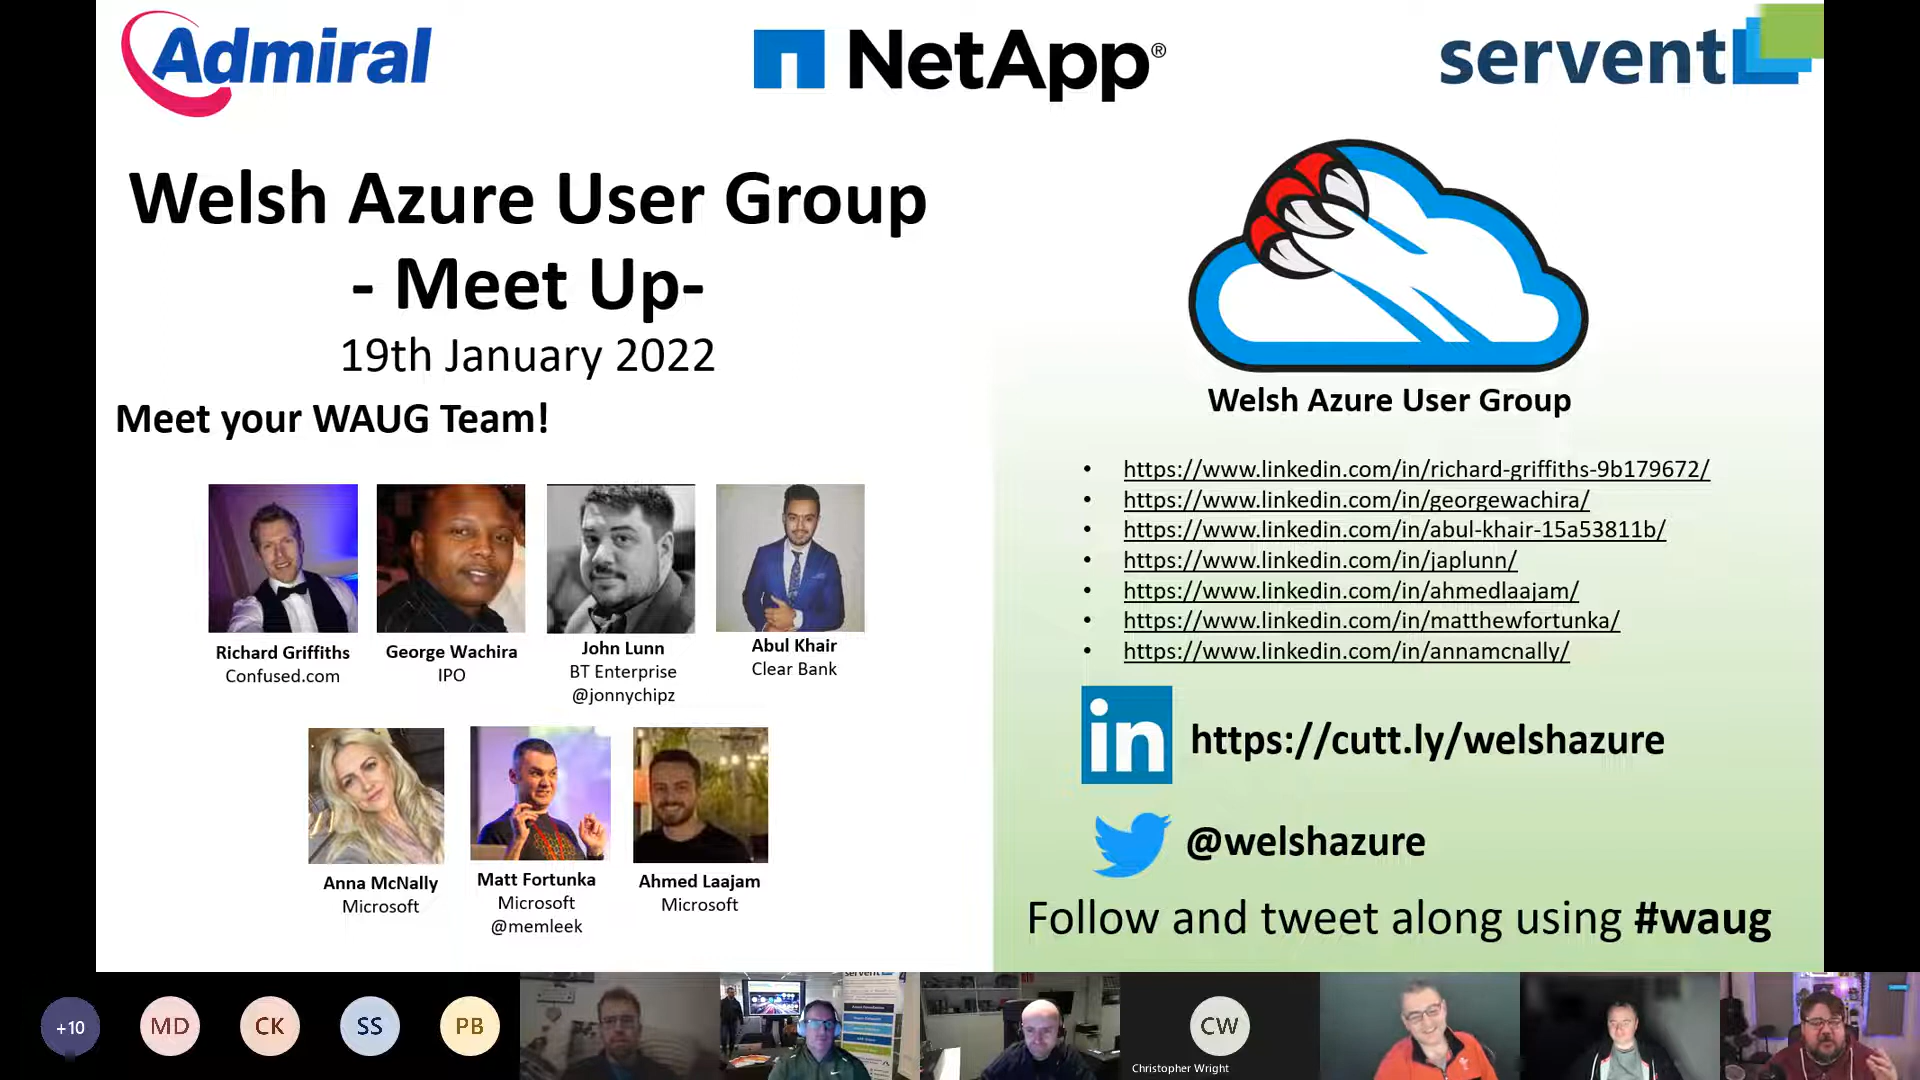 Admiral
NetApp®
servent
Welsh Azure User Group
- Meet Up-
19th January 2022
Meet your WAUG Team!
Richard Griffiths
Confused.com
George Wachira
IPO
John Lunn
BT Enterprise
@jonnychipz
Abul Khair
Clear Bank
Anna McNally
Microsoft
Matt Fortunka
Microsoft
@memleek
Ahmed Laajam
Microsoft
Welsh Azure User Group
• https://www.linkedin.com/in/richard-griffiths-9b179672/
• https://www.linkedin.com/in/georgewachira/
• https://www.linkedin.com/in/abul-khair-15a53811b/
• https://www.linkedin.com/in/japlunn/
• https://www.linkedin.com/in/ahmedlaajam/
• https://www.linkedin.com/in/matthewfortunka/
• https://www.linkedin.com/in/annamcnally/
in https://cutt.ly/welshazure
@welshazure
Follow and tweet along using #waug
+10
MD
CK
SS
PB
servent
CW
Christopher Wright